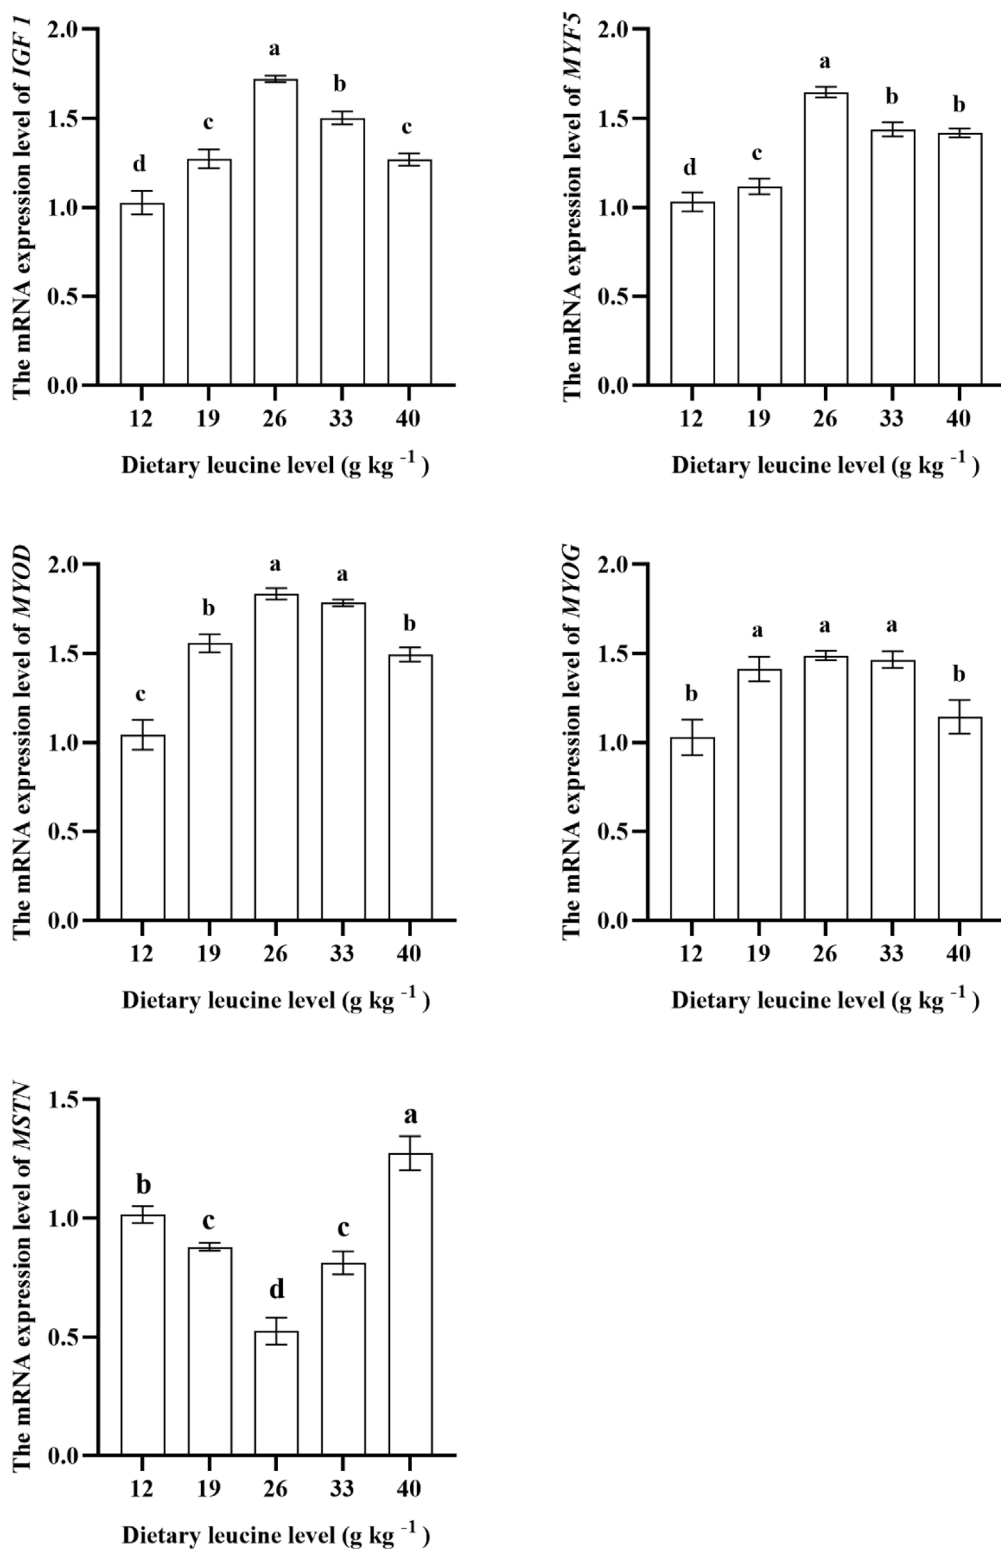 The mRNA expression level of IGF 1
2.0
1.5
1.0
0.5
0.0
d
c
a
b
c
12 19 26 33 40
Dietary leucine level (g kg -1 )
The mRNA expression level of MYF5
2.0
1.5
1.0
0.5
0.0
d
c
a
b
b
12 19 26 33 40
Dietary leucine level (g kg -1 )
The mRNA expression level of MYOD
2.0
1.5
1.0
0.5
0.0
c
b
a
a
b
12 19 26 33 40
Dietary leucine level (g kg -1 )
The mRNA expression level of MYOG
2.0
1.5
1.0
0.5
0.0
b
a
a
a
b
12 19 26 33 40
Dietary leucine level (g kg -1 )
The mRNA expression level of MSTN
1.5
1.0
0.5
0.0
b
c
d
c
a
12 19 26 33 40
Dietary leucine level (g kg -1 )